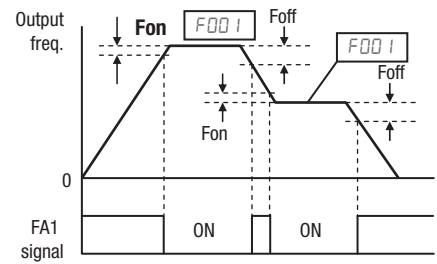 Output
freq.
Fon
F001
Foff
F001
Foff
Fon
0
FA1
signal
ON
ON